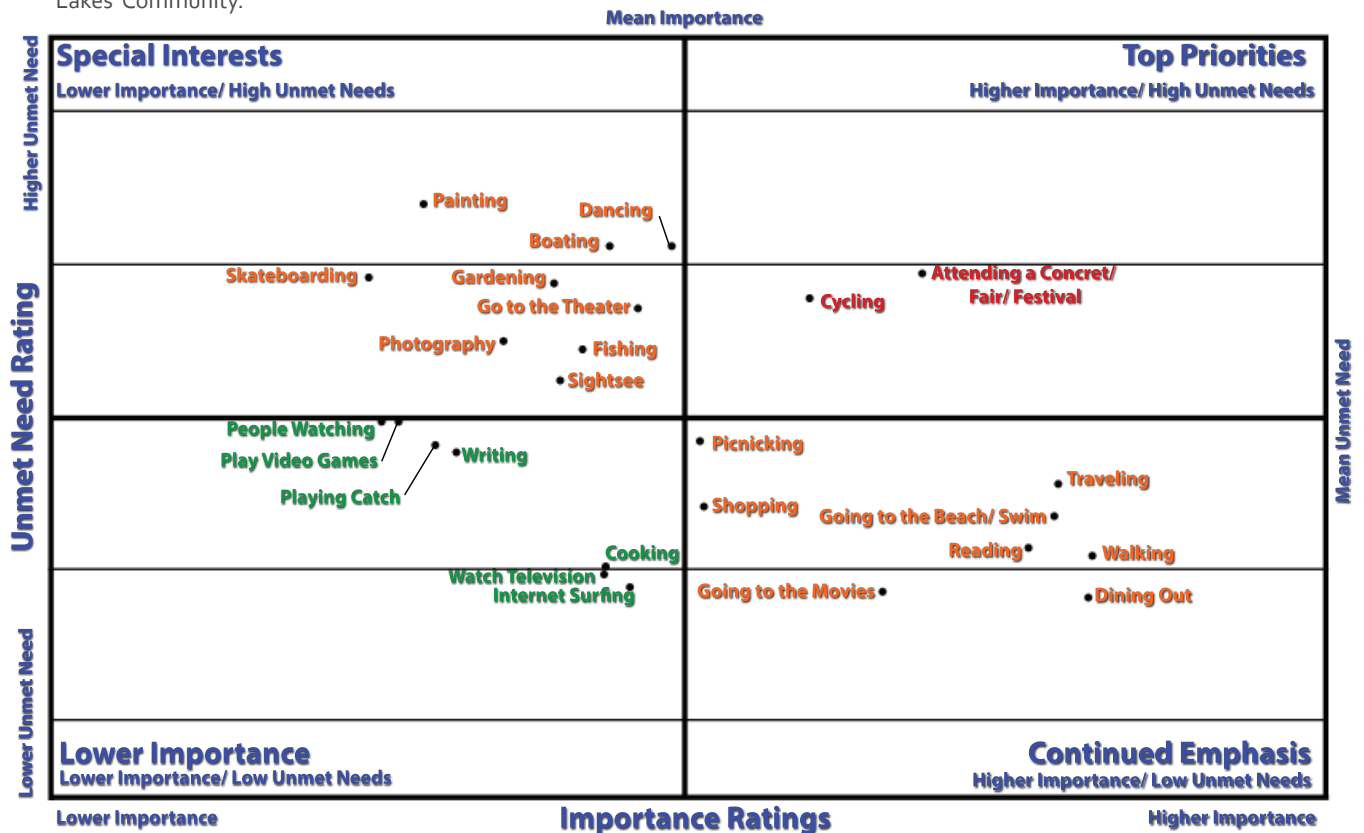 Lakes' Community.
Mean Importance
Special Interests
Lower Importance/ High Unmet Needs
Top Priorities
Higher Importance/ High Unmet Needs
Higher Unmet Need
Unmet Need Rating
Lower Unmet Need
Mean Unmet Need
Painting
Dancing
Boating
Skateboarding
Gardening
Go to the Theater
Photography
Fishing
Sightsee
Attending a Concret/
Fair/ Festival
Cycling
People Watching
Play Video Games
Writing
Playing Catch
Cooking
Watch Television
Internet Surfing
Picnicking
Traveling
Shopping
Going to the Beach/ Swim
Reading
Walking
Going to the Movies
Dining Out
Lower Importance
Lower Importance/ Low Unmet Needs
Continued Emphasis
Higher Importance/ Low Unmet Needs
Lower Importance
Importance Ratings
Higher Importance